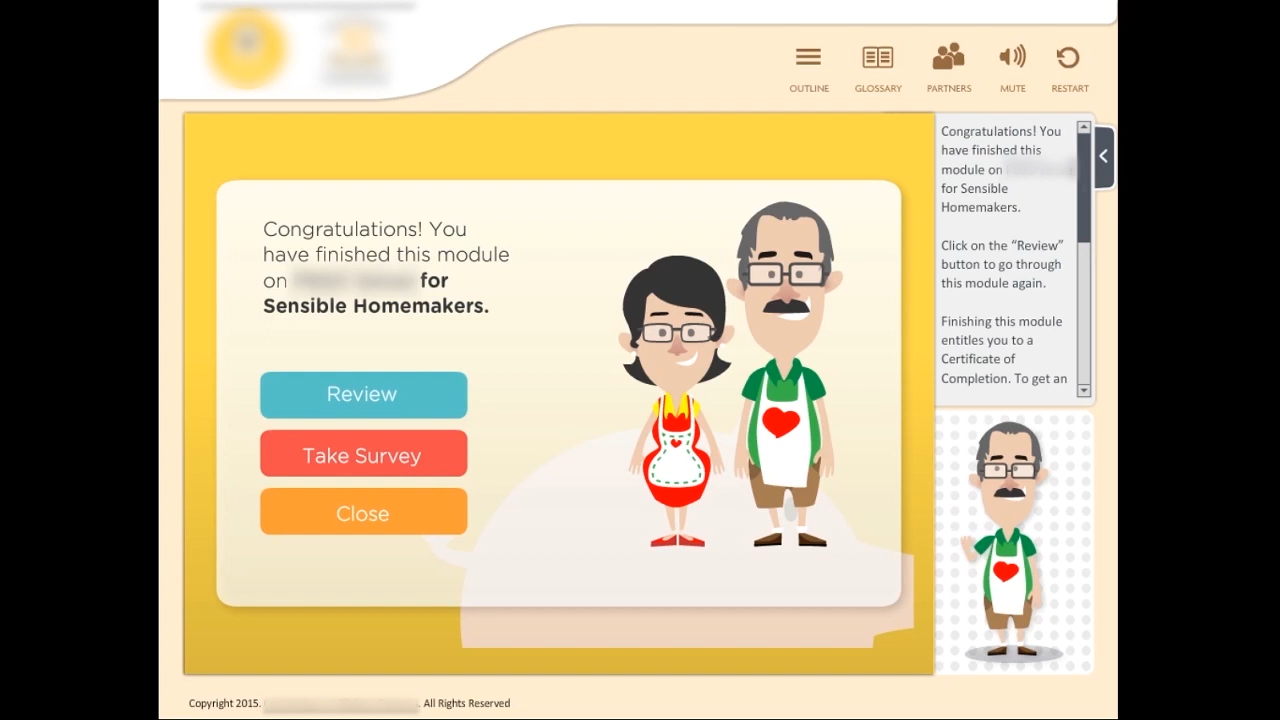 OUTLINE
GLOSSARY
PARTNERS
MUTE
RESTART
Congratulations! You
have finished this module
on for
Sensible Homemakers.
Review
Take Survey
Close
Congratulations! You
have finished this
module on
for Sensible
Homemakers.
Click on the “Review”
button to go through
this module again.
Finishing this module
entitles you to a
Certificate of
Completion. To get an
Copyright 2015. . All Rights Reserved